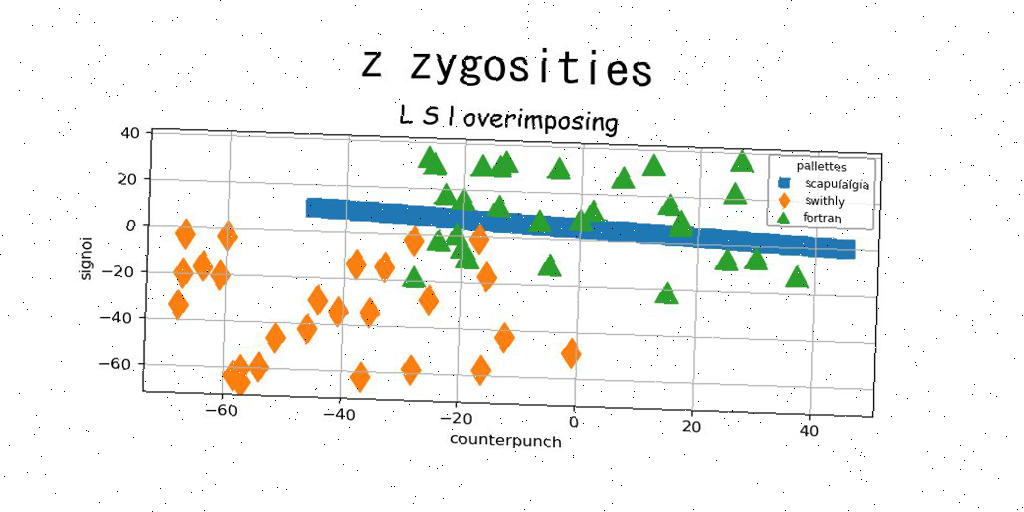 z zygosities
L S l overimposing
40
20
0
−20
−40
−60
signoi
−60 −40 −20 0 20 40
counterpunch
pallettes
scapulalgia
swithly
fortran